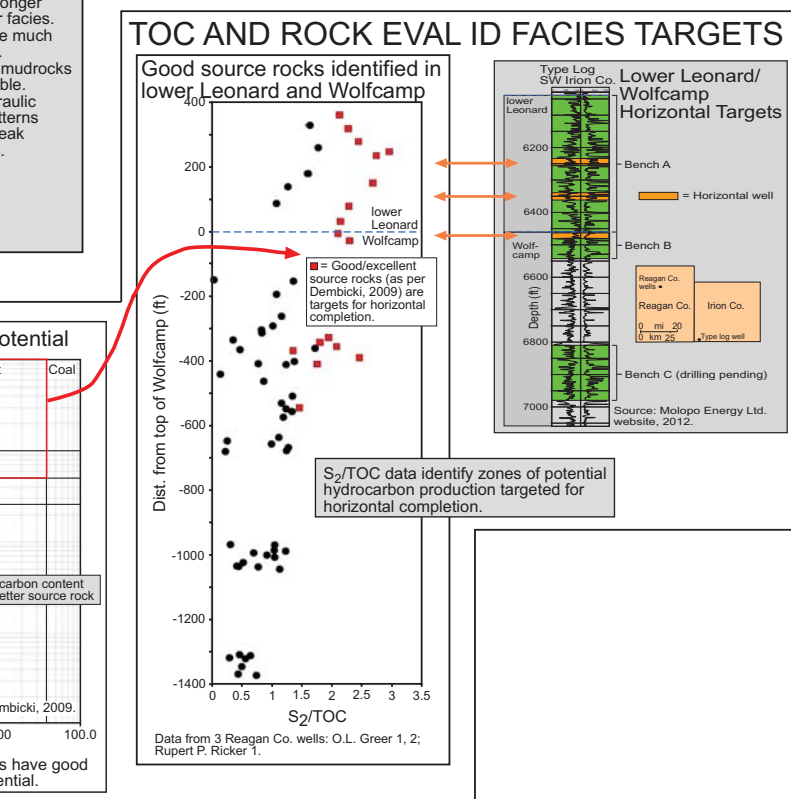 onger
r facies.
e much
mudrocks
ble.
raulic
tterns
eak
TOC AND ROCK EVAL ID FACIES TARGETS
Good source rocks identified in
lower Leonard and Wolfcamp
400
200
0
-200
-400
-600
-800
-1000
-1200
-1400
Dist. from top of Wolfcamp (ft)
lower
Leonard
Wolfcamp
= Good/excellent
source rocks (as per
Dembicki, 2009) are
targets for horizontal
completion.
0 0.5 1 1.5 2 2.5 3 3.5
S2/TOC
Data from 3 Reagan Co. wells: O.L. Greer 1, 2;
Rupert P. Ricker 1.
S2/TOC data identify zones of potential
hydrocarbon production targeted for
horizontal completion.
Type Log
SW Irion Co.
Lower Leonard/
Wolfcamp
Horizontal Targets
lower
Leonard
6200
6400
Wolf-
camp
6600
Depth (ft)
6800
7000
Bench A
= Horizontal well
Bench B
Reagan Co.
wells
Reagan Co.
Irion Co.
0 mi 20
0 km 25
Type log well
Bench C (drilling pending)
Source: Molopo Energy Ltd.
website, 2012.
otential
Coal
carbon content
etter source rock
mbicki, 2009.
00 100.0
s have good
ential.